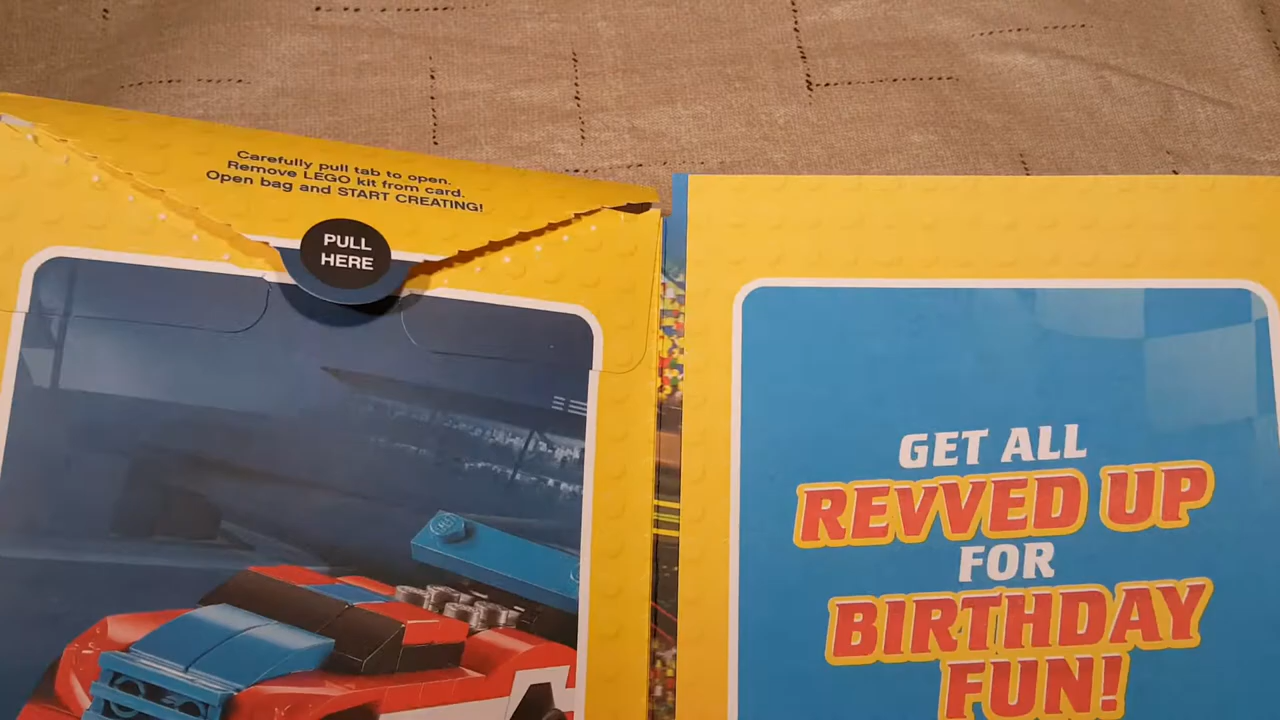 Carefully pull tab to open.
Remove LEGO kit from card.
Open bag and START CREATING!
PULL
HERE
GET ALL
REVVED UP
FOR
BIRTHDAY
FUN!